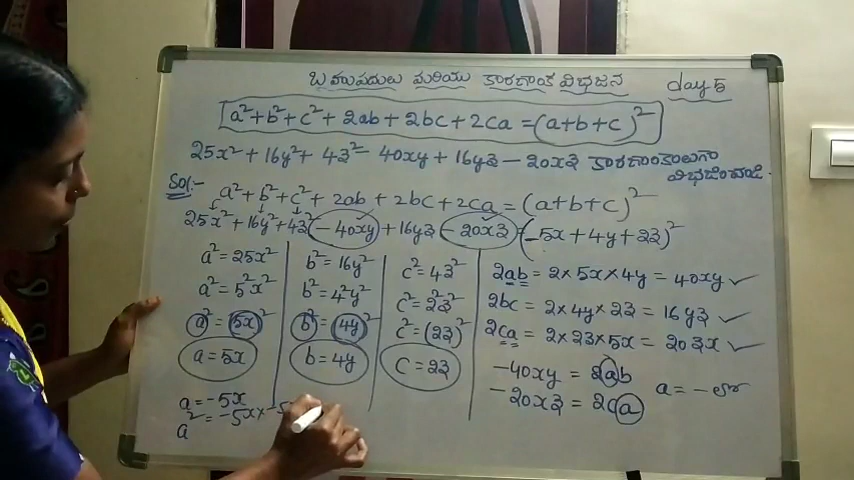 బహుపదులు మరియు కారణాంక విభజన day 5
a²+b²+c²+2ab+2bc+2ca=(a+b+c)²
25x²+16y²+4z²-40xy+16yz-20xz కారణాంకాలుగా
విభజించండి.
Sol:-
a²+b²+c²+2ab+2bc+2ca=(a+b+c)²
25x²+16y²+4z²-40xy+16yz-20xz=(-5x+4y+2z)²
a²=25x²
a²=5²x²
a²=(5x)²
a=5x
b²=16y²
b²=4²y²
b²=(4y)²
b=4y
c²=4z²
c²=2²z²
c²=(2z)²
c=2z
2ab=2×5x×4y=40xy✓
2bc=2×4y×2z=16yz✓
2ca=2×2z×5x=20zx✓
-40xy=2ab
-20xz=2ca
a=-
a=-5x
a²=-5x×-5
a